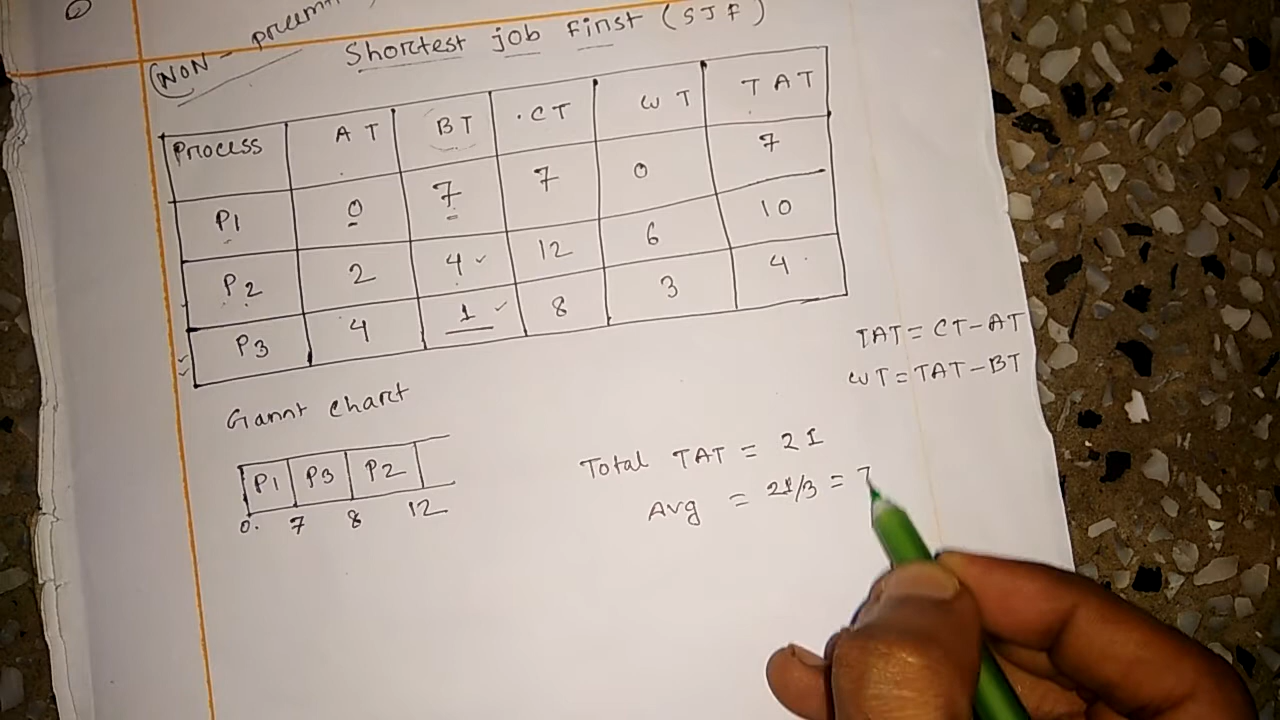 (NON - preem
Shortest job First (SJF)
Process AT BT CT WT TAT
P1 0 7 7 0 7
P2 2 4 12 6 10
P3 4 1 8 3 4
TAT = CT - AT
WT = TAT - BT
Gannt chart
P1 P3 P2
0 7 8 12
Total TAT = 21
Avg = 21/3 = 7